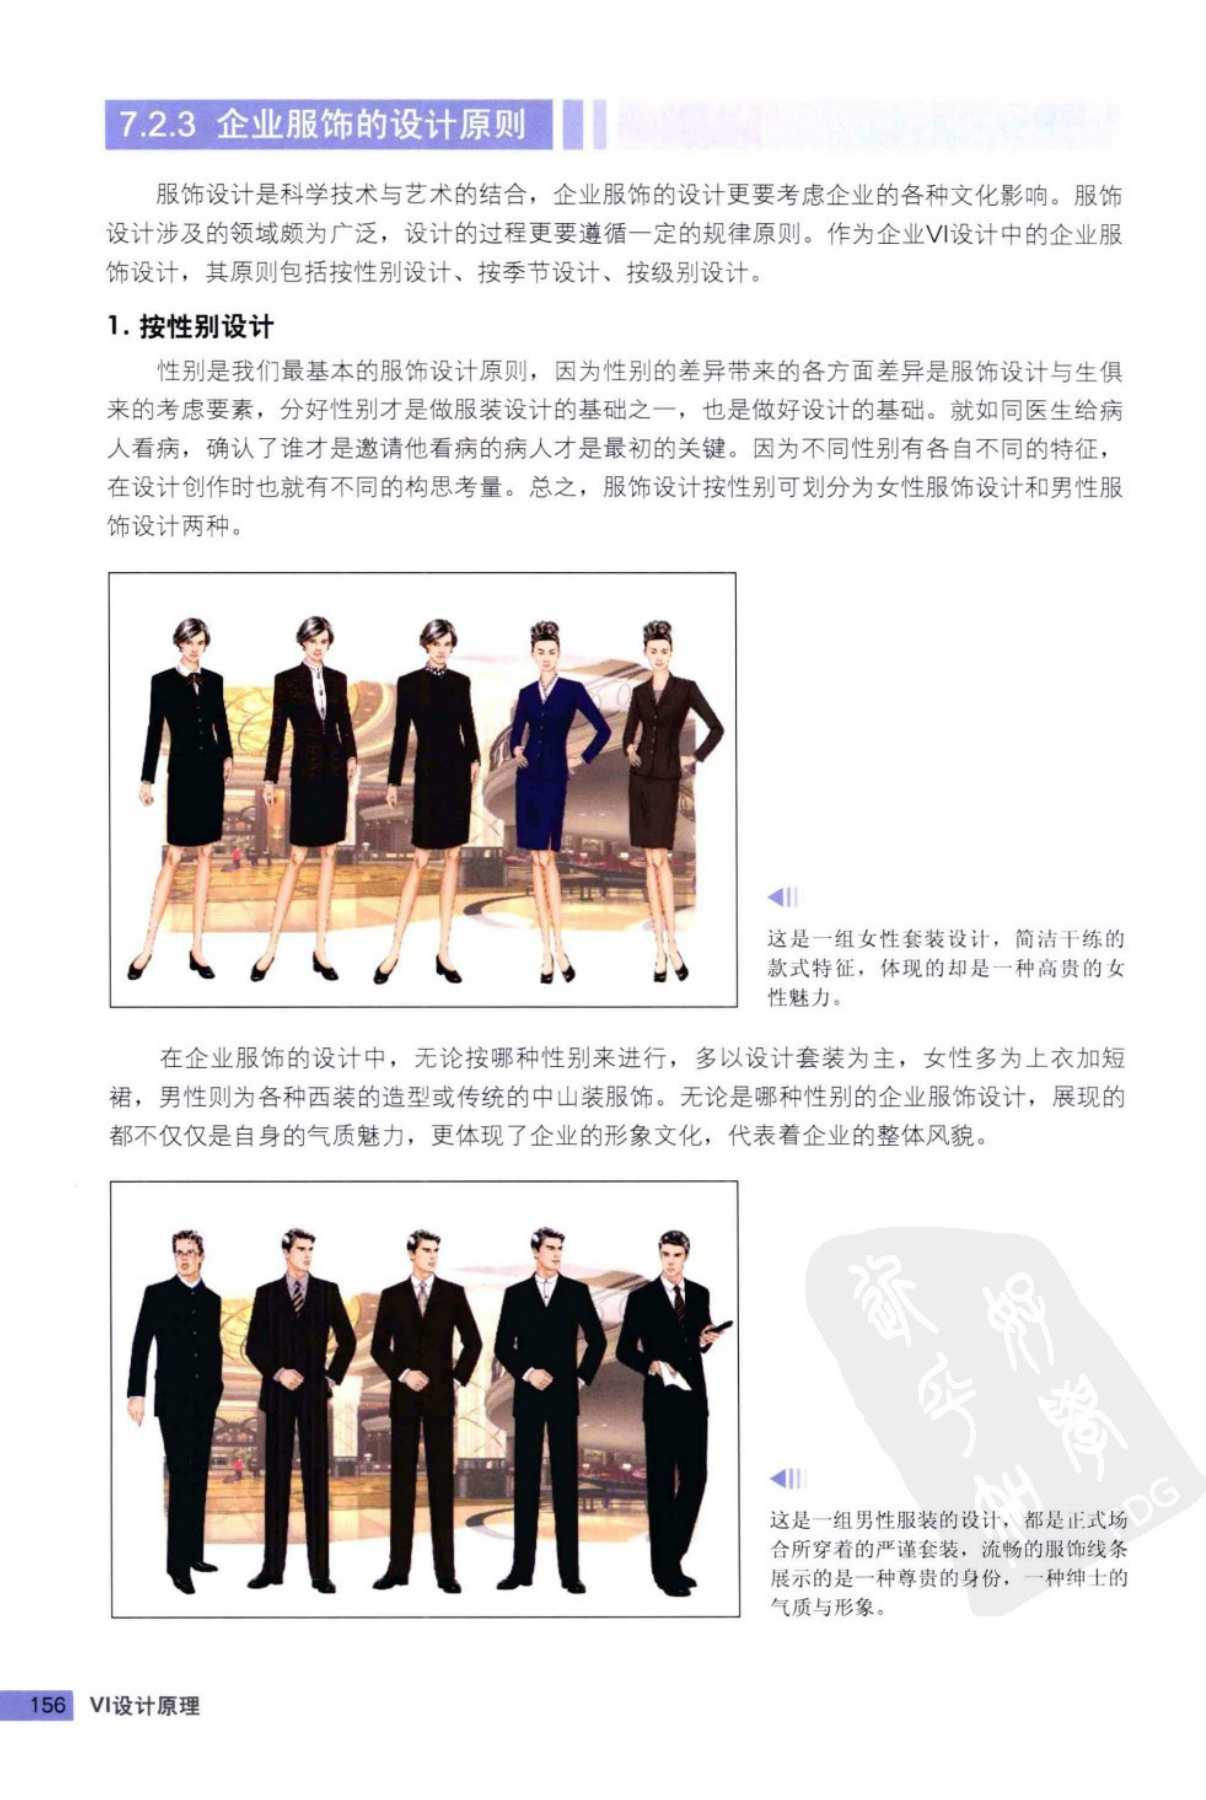 7.2.3 企业服饰的设计原则
服饰设计是科学技术与艺术的结合，企业服饰的设计更要考虑企业的各种文化影响。服饰
设计涉及的领域颇为广泛，设计的过程更要遵循一定的规律原则。作为企业VI设计中的企业服
饰设计，其原则包括按性别设计、按季节设计、按级别设计。
1. 按性别设计
性别是我们最基本的服饰设计原则，因为性别的差异带来的各方面差异是服饰设计与生俱
来的考虑要素，分好性别才是做服装设计的基础之一，也是做好设计的基础。就如同医生给病
人看病，确认了谁才是邀请他看病的病人才是最初的关键。因为不同性别有各自不同的特征，
在设计创作时也就有不同的构思考量。总之，服饰设计按性别可划分为女性服饰设计和男性服
饰设计两种。
这是一组女性套装设计，简洁干练的
款式特征，体现的却是一种高贵的女
性魅力。
在企业服饰的设计中，无论按哪种性别来进行，多以设计套装为主，女性多为上衣加短
裙，男性则为各种西装的造型或传统的中山装服饰。无论是哪种性别的企业服饰设计，展现的
都不仅仅是自身的气质魅力，更体现了企业的形象文化，代表着企业的整体风貌。
这是一组男性服装的设计，都是正式场
合所穿着的严谨套装，流畅的服饰线条
展示的是一种尊贵的身份，一种绅士的
气质与形象。
156 VI设计原理